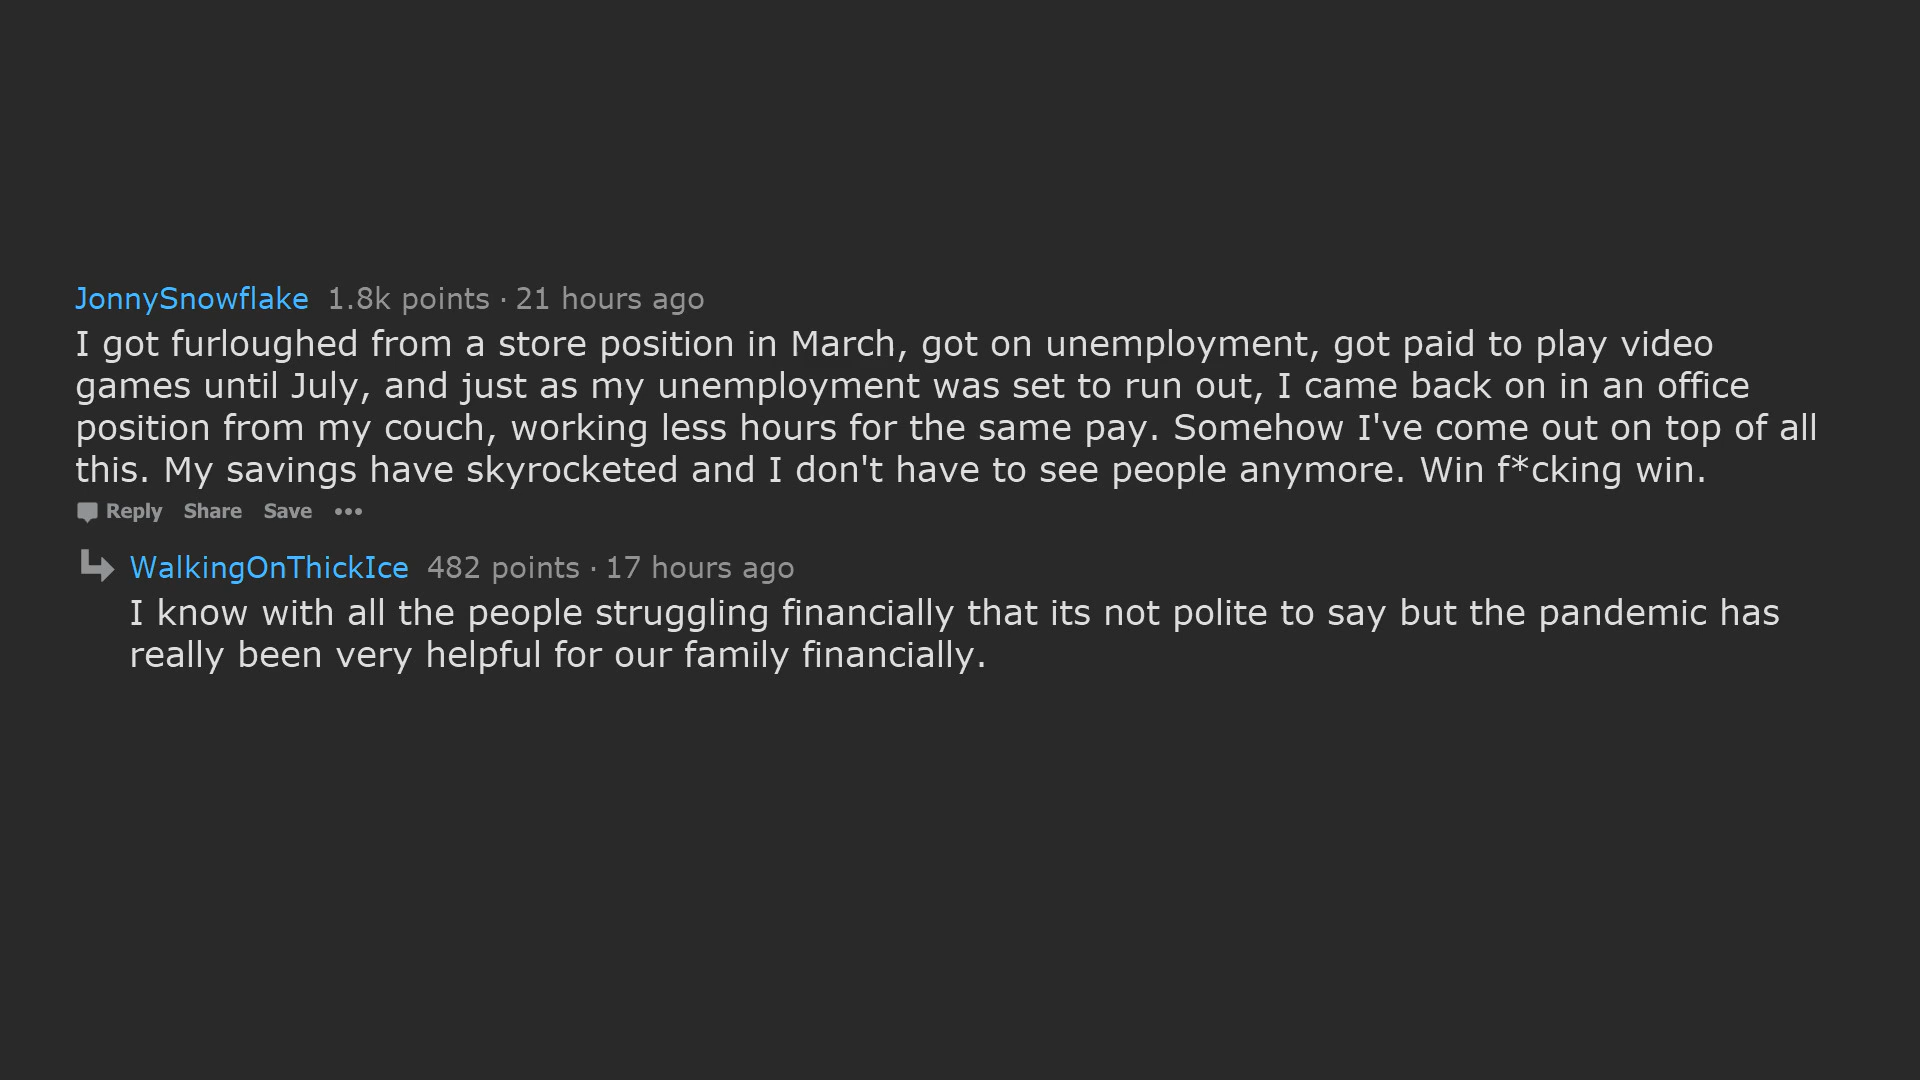 JonnySnowflake 1.8k points · 21 hours ago
I got furloughed from a store position in March, got on unemployment, got paid to play video
games until July, and just as my unemployment was set to run out, I came back on in an office
position from my couch, working less hours for the same pay. Somehow I've come out on top of all
this. My savings have skyrocketed and I don't have to see people anymore. Win f*cking win.
Reply Share Save •••
WalkingOnThickIce 482 points · 17 hours ago
I know with all the people struggling financially that its not polite to say but the pandemic has
really been very helpful for our family financially.